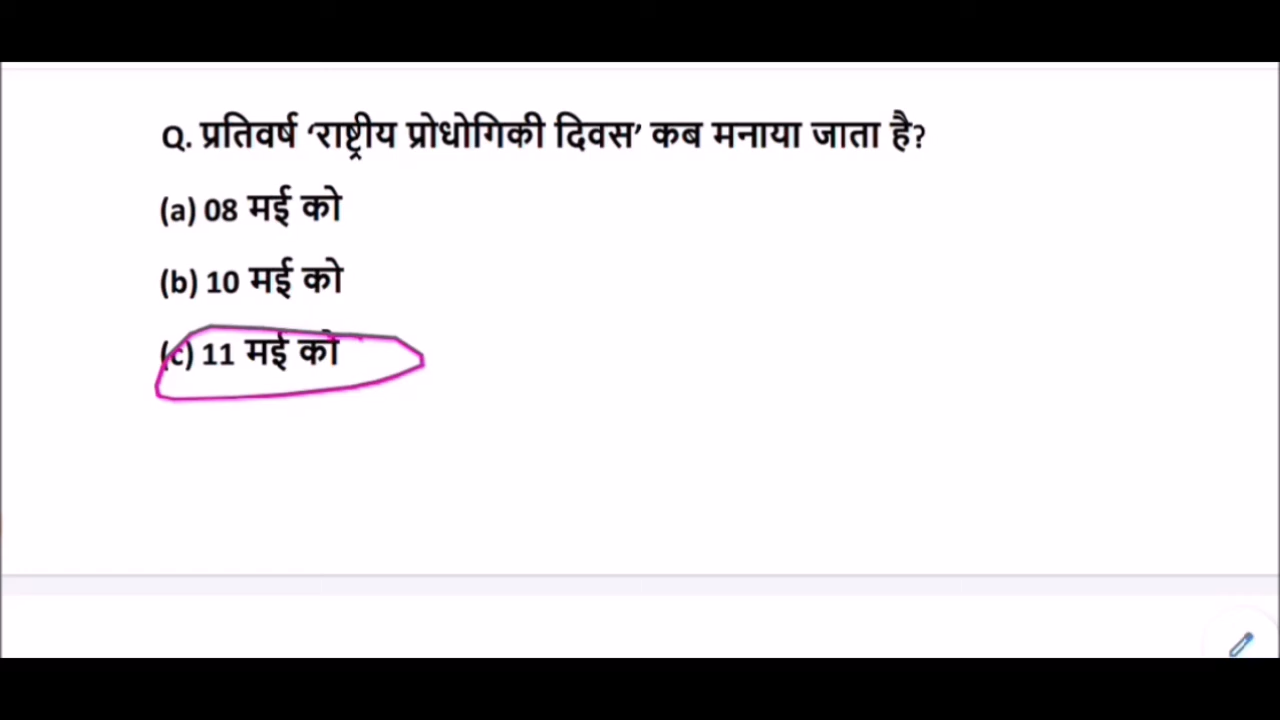 Q. प्रतिवर्ष ‘राष्ट्रीय प्रोधोगिकी दिवस’ कब मनाया जाता है?
(a) 08 मई को
(b) 10 मई को
(c) 11 मई को